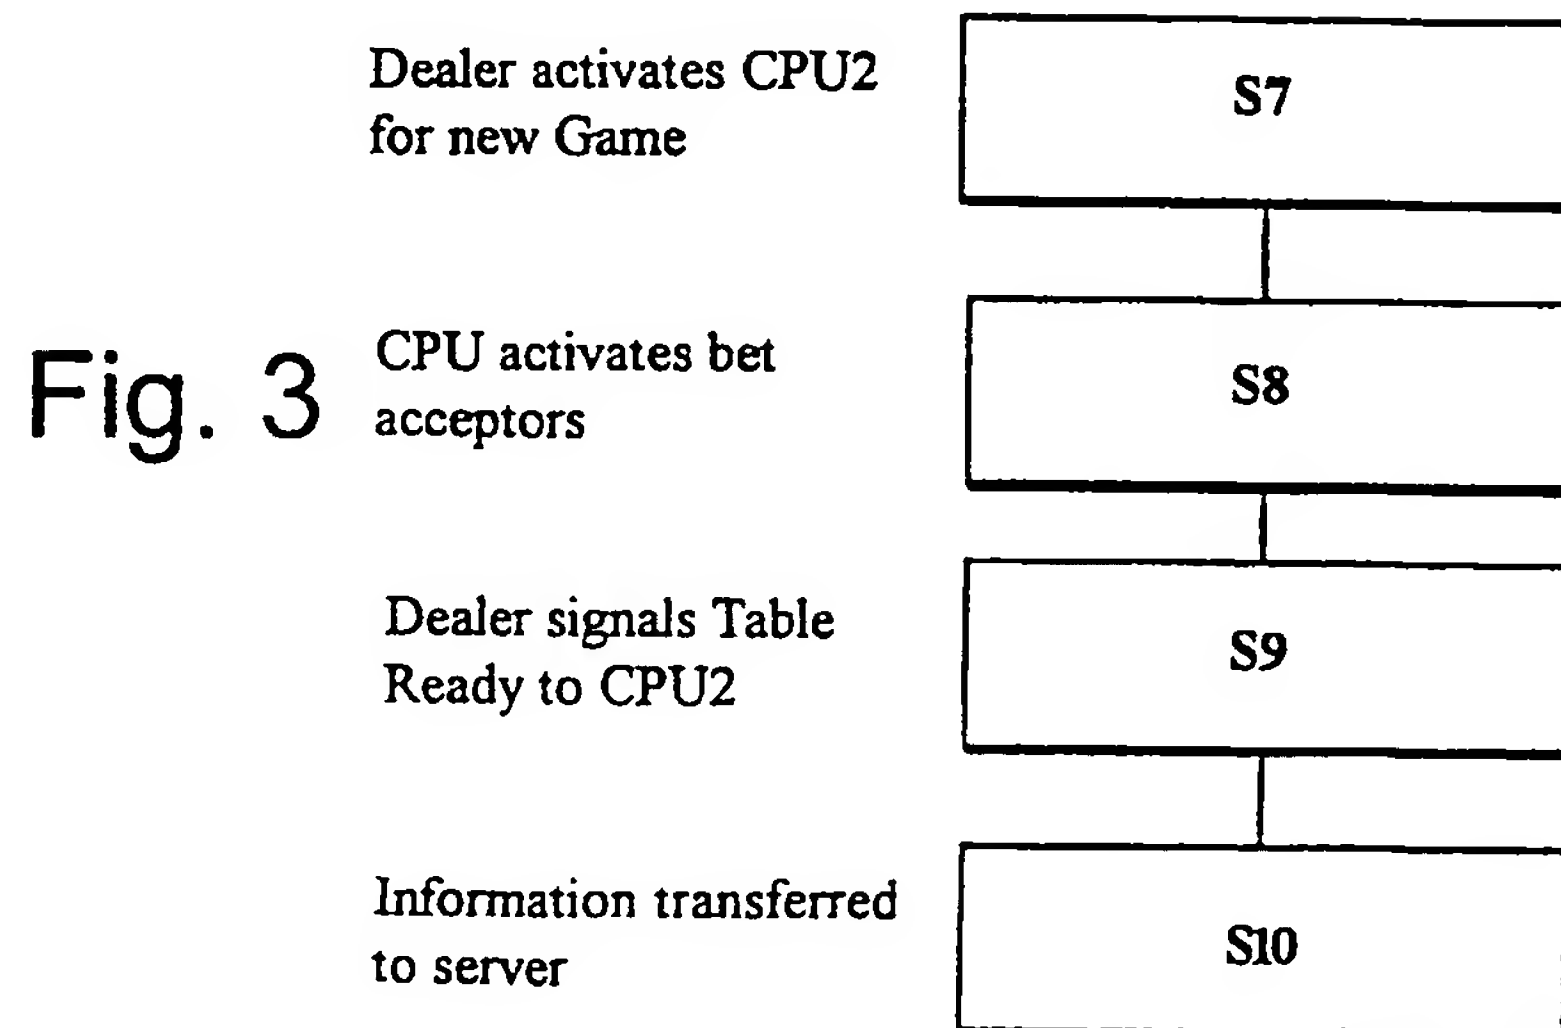 Dealer activates CPU2
for new Game
S7
Fig. 3
CPU activates bet
acceptors
S8
Dealer signals Table
Ready to CPU2
S9
Information transferred
to server
S10